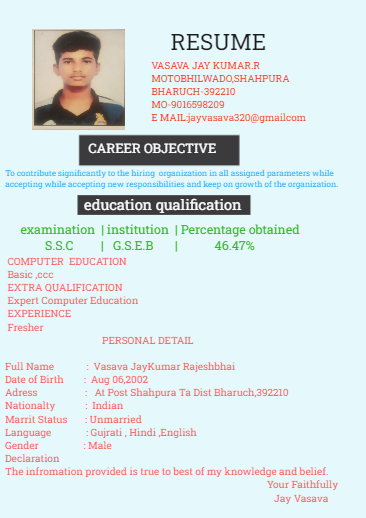 RESUME
VASAVA JAY KUMAR.R
MOTOBHILWADO,SHAHPURA
BHARUCH-392210
MO-9016598209
E MAIL:jayvasava320@gmailcom
CAREER OBJECTIVE
To contribute significantly to the hiring organization in all assigned parameters while
accepting while accepting new responsibilities and keep on growth of the organization.
education qualification
examination | institution | Percentage obtained
S.S.C | G.S.E.B | 46.47%
COMPUTER EDUCATION
Basic ,ccc
EXTRA QUALIFICATION
Expert Computer Education
EXPERIENCE
Fresher
PERSONAL DETAIL
Full Name : Vasava JayKumar Rajeshbhai
Date of Birth : Aug 06,2002
Adress : At Post Shahpura Ta Dist Bharuch,392210
Nationalty : Indian
Marrit Status : Unmarried
Language : Gujrati , Hindi ,English
Gender : Male
Declaration
The infromation provided is true to best of my knowledge and belief.
Your Faithfully
Jay Vasava